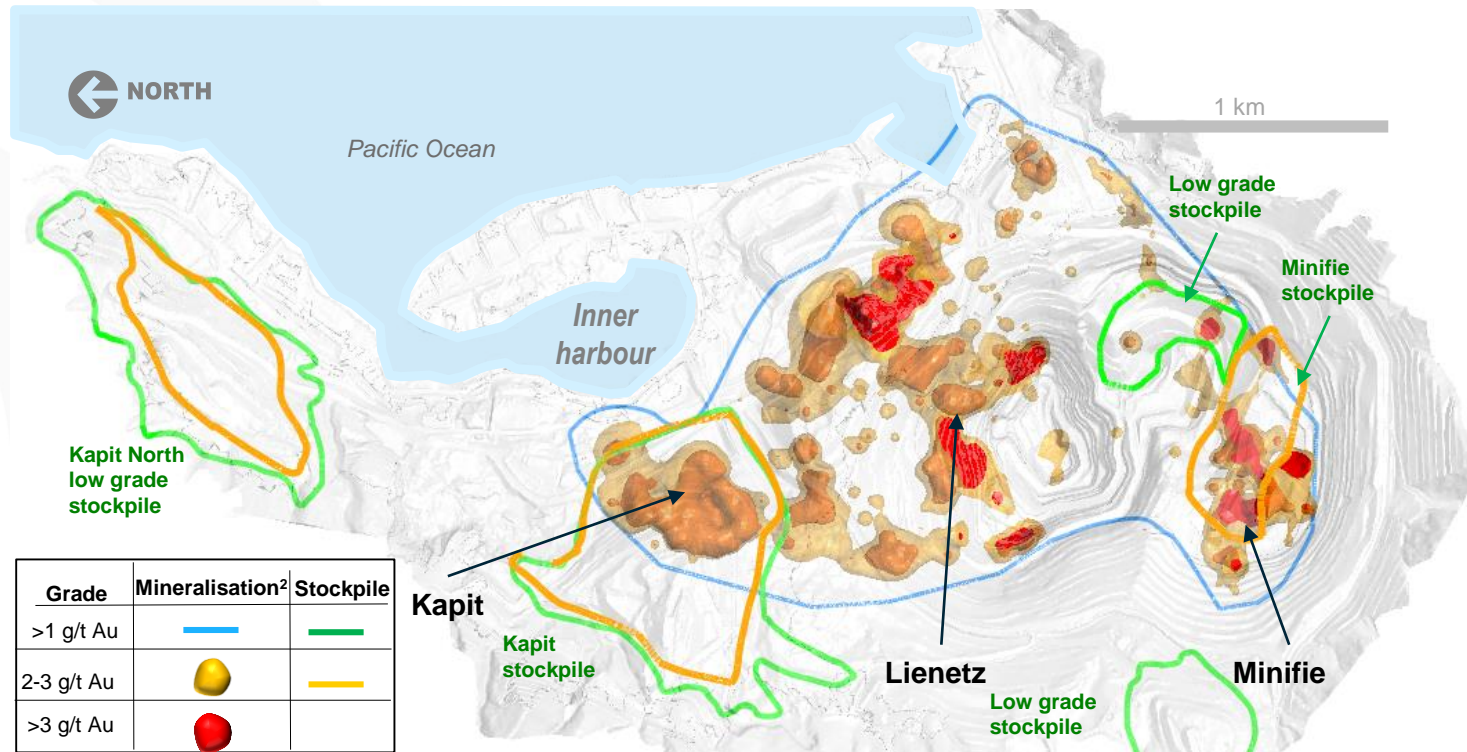 NORTH
1 km
Pacific Ocean
Low grade
stockpile
Minifie
stockpile
Inner
harbour
Kapit North
low grade
stockpile
Kapit
Kapit
stockpile
Lienetz
Minifie
Low grade
stockpile
Grade Mineralisation² Stockpile
>1 g/t Au
2-3 g/t Au
>3 g/t Au